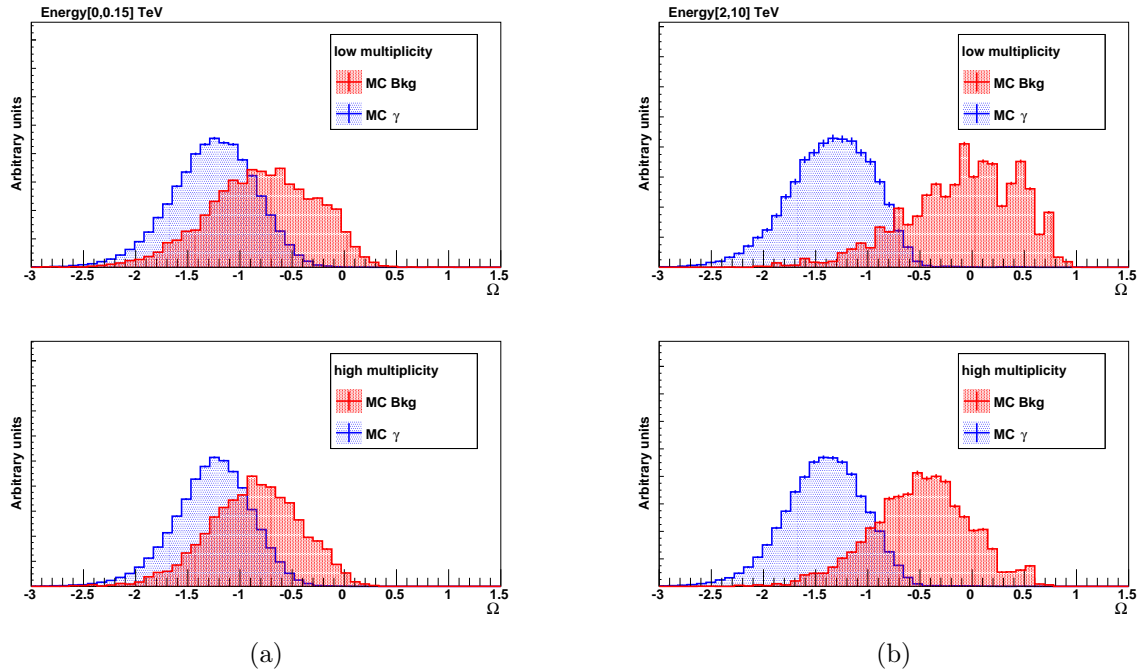 Energy[0,0.15] TeV
Arbitrary units
low multiplicity
MC Bkg
MC γ
-3 -2.5 -2 -1.5 -1 -0.5 0 0.5 1 1.5
Ω
Energy[2,10] TeV
Arbitrary units
low multiplicity
MC Bkg
MC γ
-3 -2.5 -2 -1.5 -1 -0.5 0 0.5 1 1.5
Ω
Arbitrary units
high multiplicity
MC Bkg
MC γ
-3 -2.5 -2 -1.5 -1 -0.5 0 0.5 1 1.5
Ω
Arbitrary units
high multiplicity
MC Bkg
MC γ
-3 -2.5 -2 -1.5 -1 -0.5 0 0.5 1 1.5
Ω
(a)
(b)